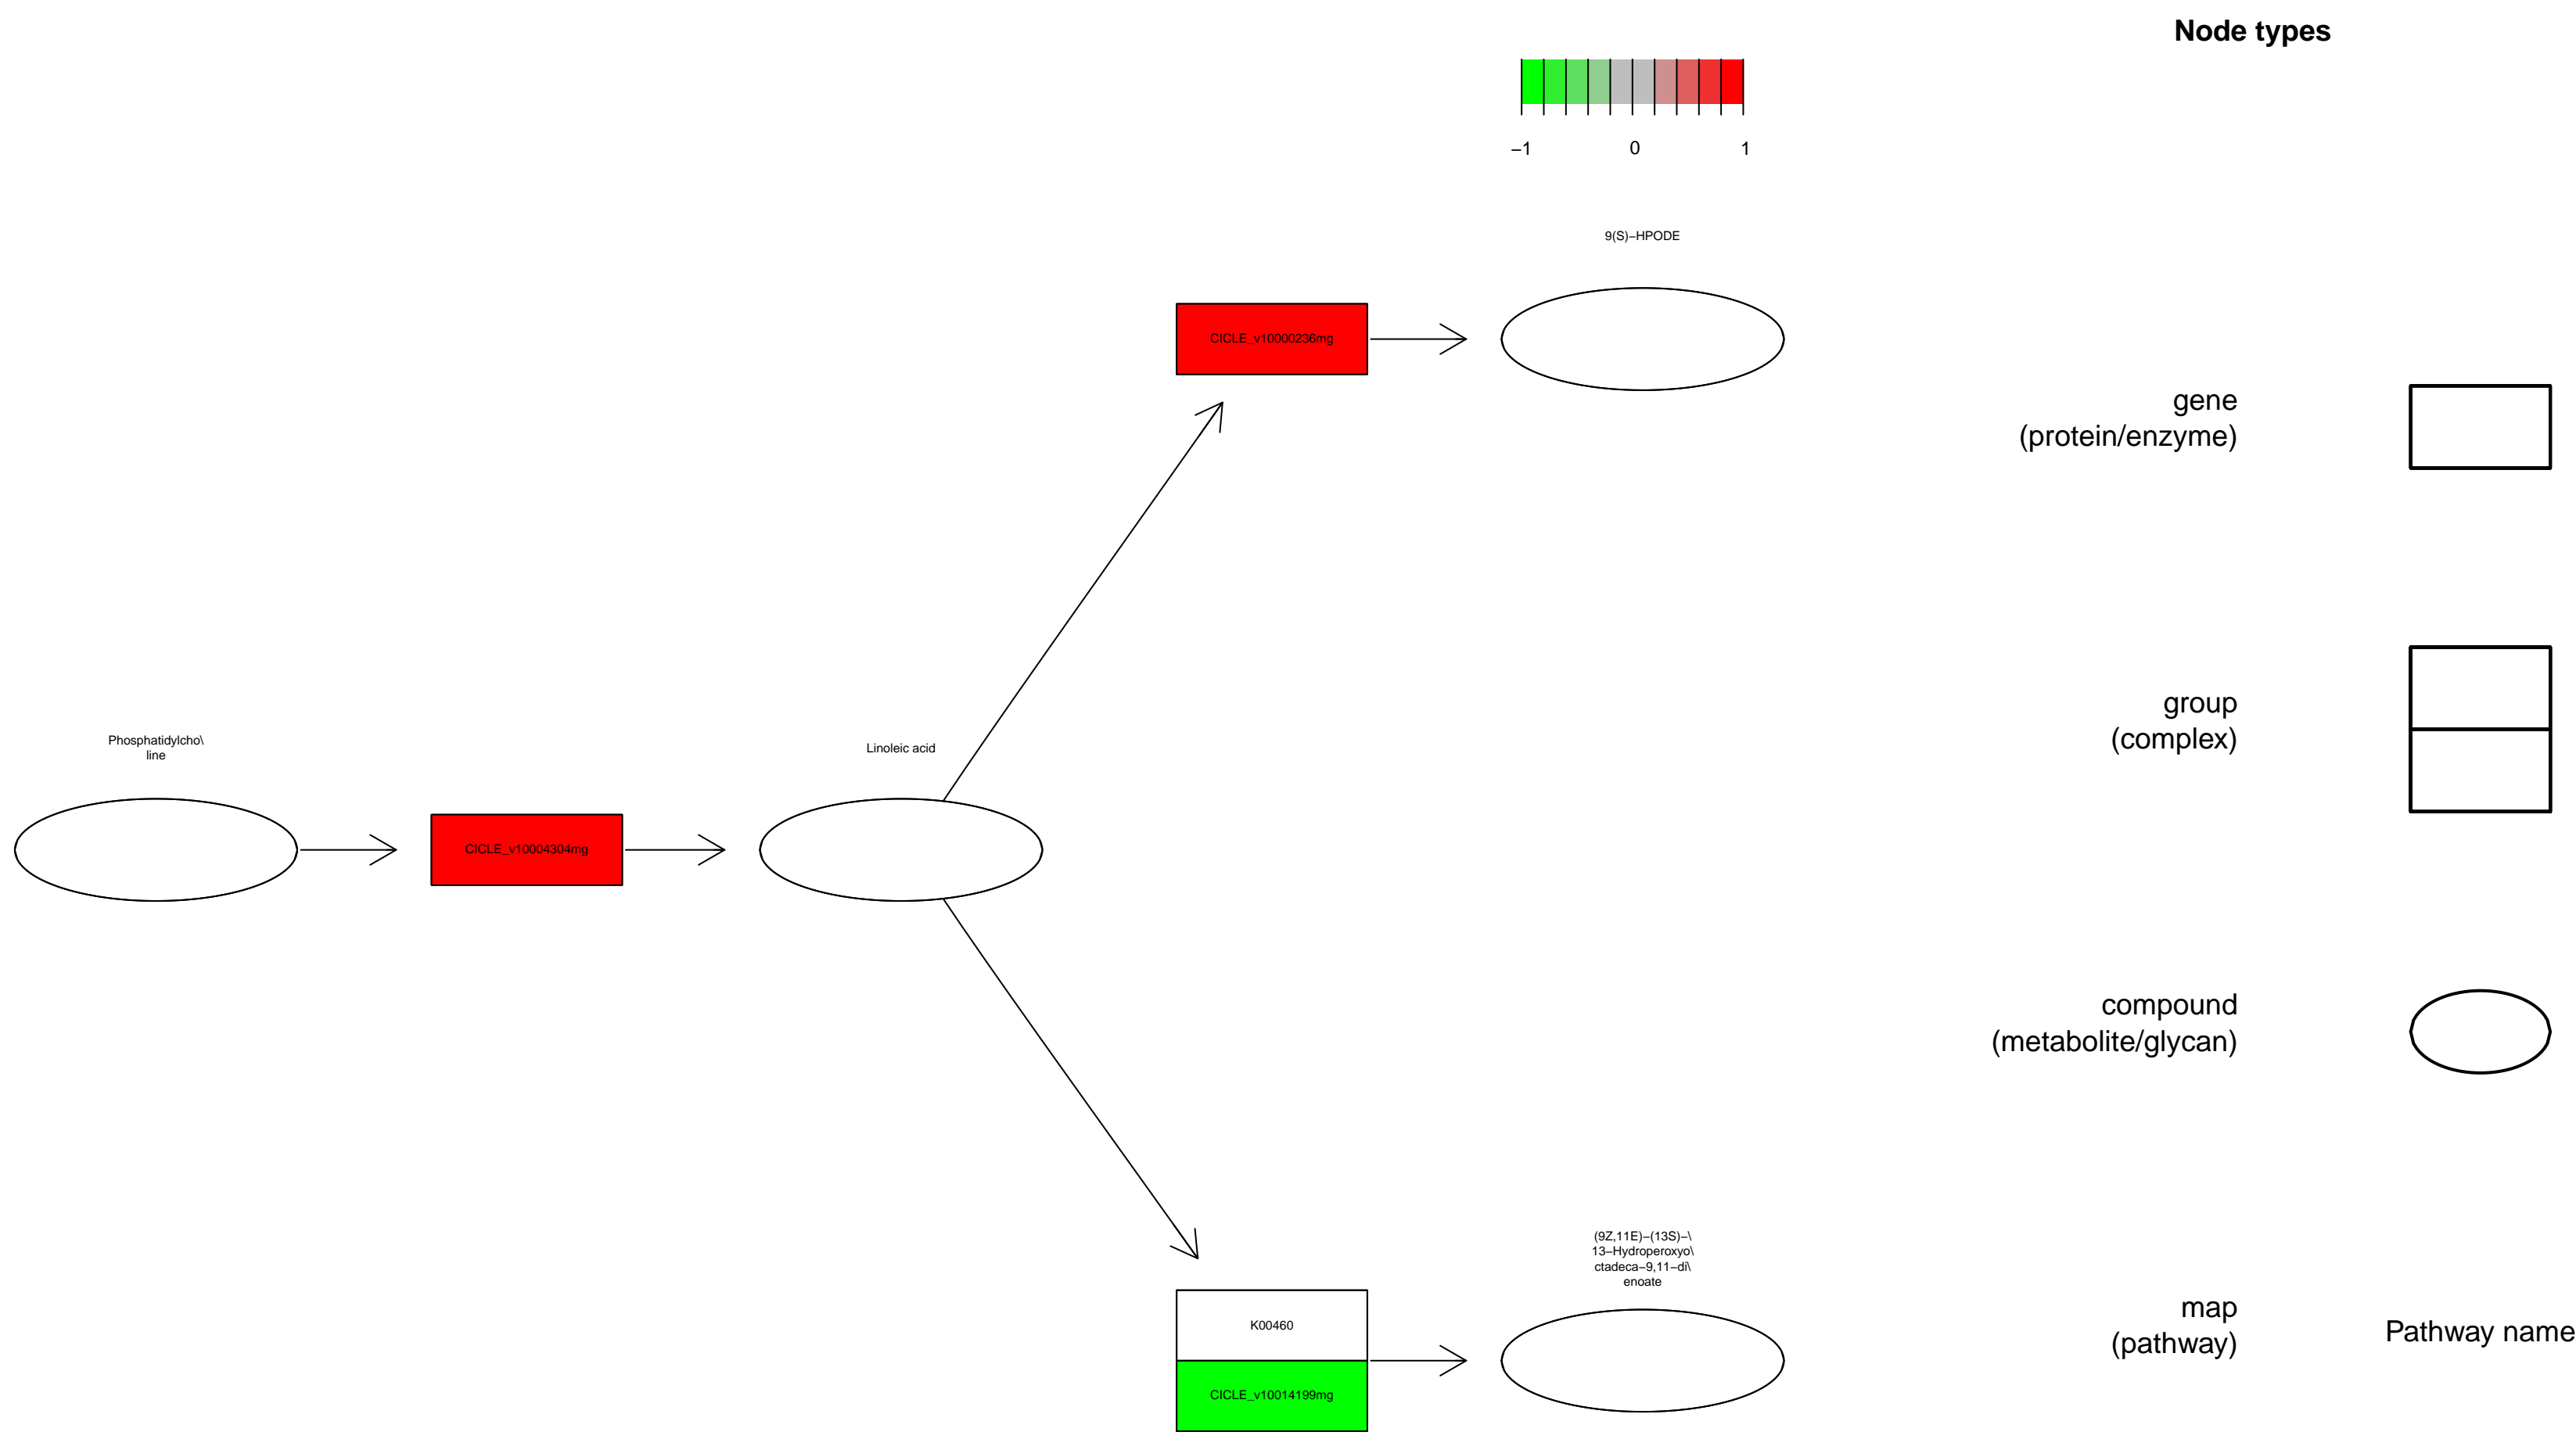 Node types
−1 0 1
9(S)−HPODE
CICLE_v10000236mg
gene
(protein/enzyme)
group
(complex)
Phosphatidylcho\
line
Linoleic acid
CICLE_v10004304mg
compound
(metabolite/glycan)
(9Z,11E)−(13S)−\
13−Hydroperoxyo\
ctadeca−9,11−di\
enoate
K00460
CICLE_v10014199mg
map
(pathway)
Pathway name